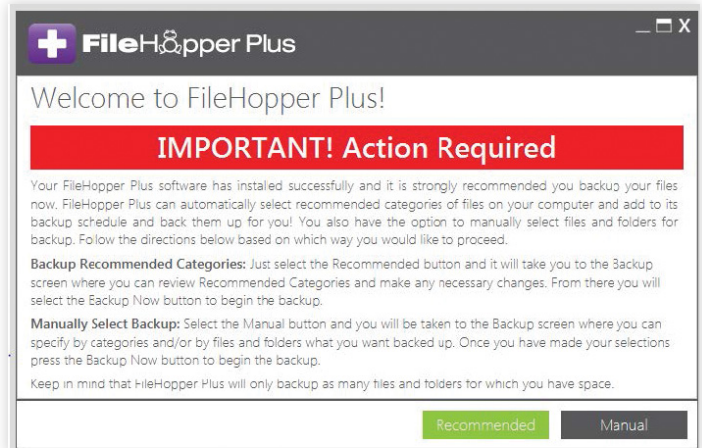 FileHopper Plus
Welcome to FileHopper Plus!
IMPORTANT! Action Required
Your FileHopper Plus software has installed successfully and it is strongly recommended you backup your files
now. FileHopper Plus can automatically select recommended categories of files on your computer and add to its
backup schedule and back them up for you! You also have the option to manually select files and folders for
backup. Follow the directions below based on which way you would like to proceed.
Backup Recommended Categories: Just select the Recommended button and it will take you to the Backup
screen where you can review Recommended Categories and make any necessary changes. From there you will
select the Backup Now button to begin the backup.
Manually Select Backup: Select the Manual button and you will be taken to the Backup screen where you can
specify by categories and/or by files and folders what you want backed up. Once you have made your selections
press the Backup Now button to begin the backup.
Keep in mind that FileHopper Plus will only backup as many files and folders for which you have space.
Recommended Manual